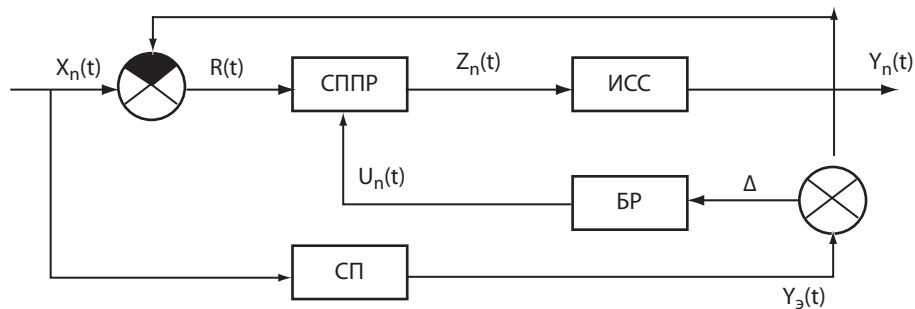 Xn(t)
R(t)
СППР
Zn(t)
ИСС
Yn(t)
Un(t)
БР
Δ
СП
Yэ(t)